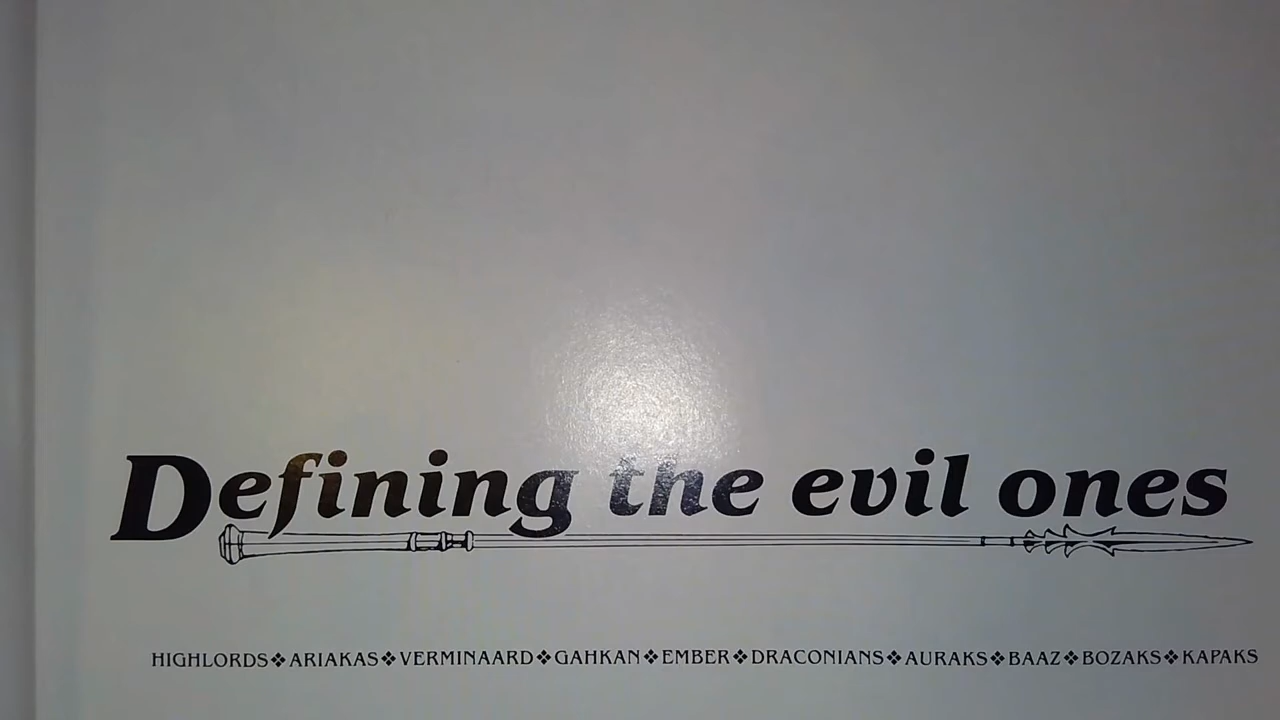 Defining the evil ones
HIGHLORDS❖ARIAKAS❖VERMINAARD❖GAHKAN❖EMBER❖DRACONIANS❖AURAKS❖BAAZ❖BOZAKS❖KAPAKS